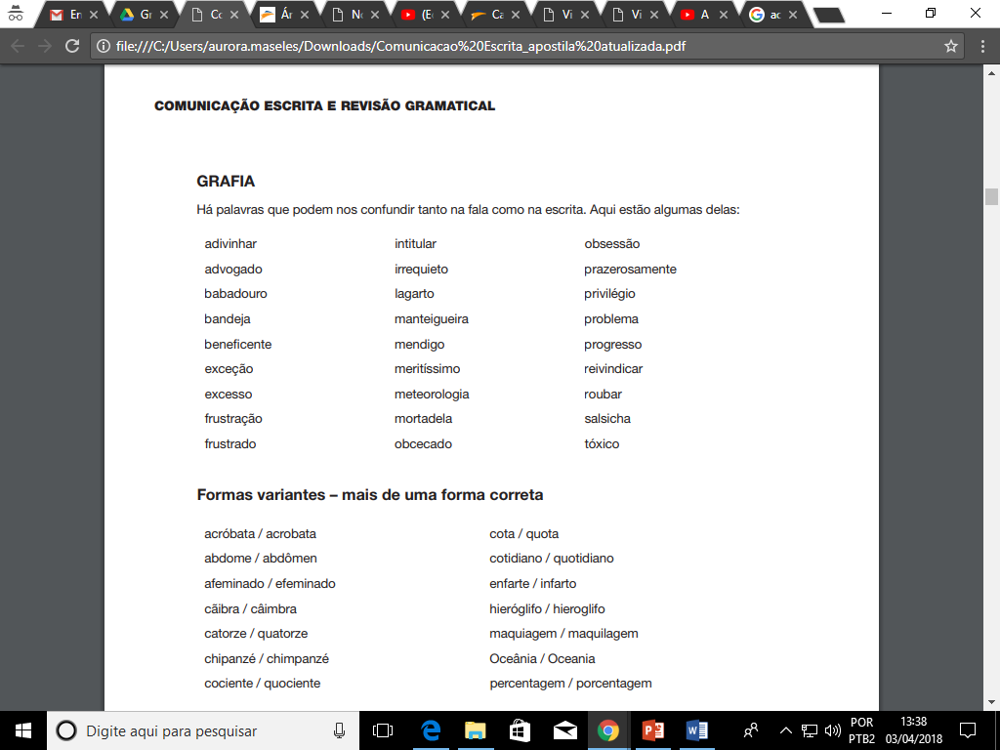 En
Gr
Co
Ár
No
(E
Ca
Vi
Vi
A
ac
file:///C:/Users/aurora.maseles/Downloads/Comunicacao%20Escrita_apostila%20atualizada.pdf
COMUNICAÇÃO ESCRITA E REVISÃO GRAMATICAL
GRAFIA
Há palavras que podem nos confundir tanto na fala como na escrita. Aqui estão algumas delas:
adivinhar intitular obsessão
advogado irrequieto prazerosamente
babadouro lagarto privilégio
bandeja manteigueira problema
beneficente mendigo progresso
exceção meritíssimo reivindicar
excesso meteorologia roubar
frustração mortadela salsicha
frustrado obcecado tóxico
Formas variantes – mais de uma forma correta
acróbata / acrobata cota / quota
abdome / abdômen cotidiano / quotidiano
afeminado / efeminado enfarte / infarto
cãibra / câimbra hieróglifo / hieroglifo
catorze / quatorze maquiagem / maquilagem
chipanzé / chimpanzé Oceânia / Oceania
cociente / quociente percentagem / porcentagem
Digite aqui para pesquisar
POR
PTB2
13:38
03/04/2018